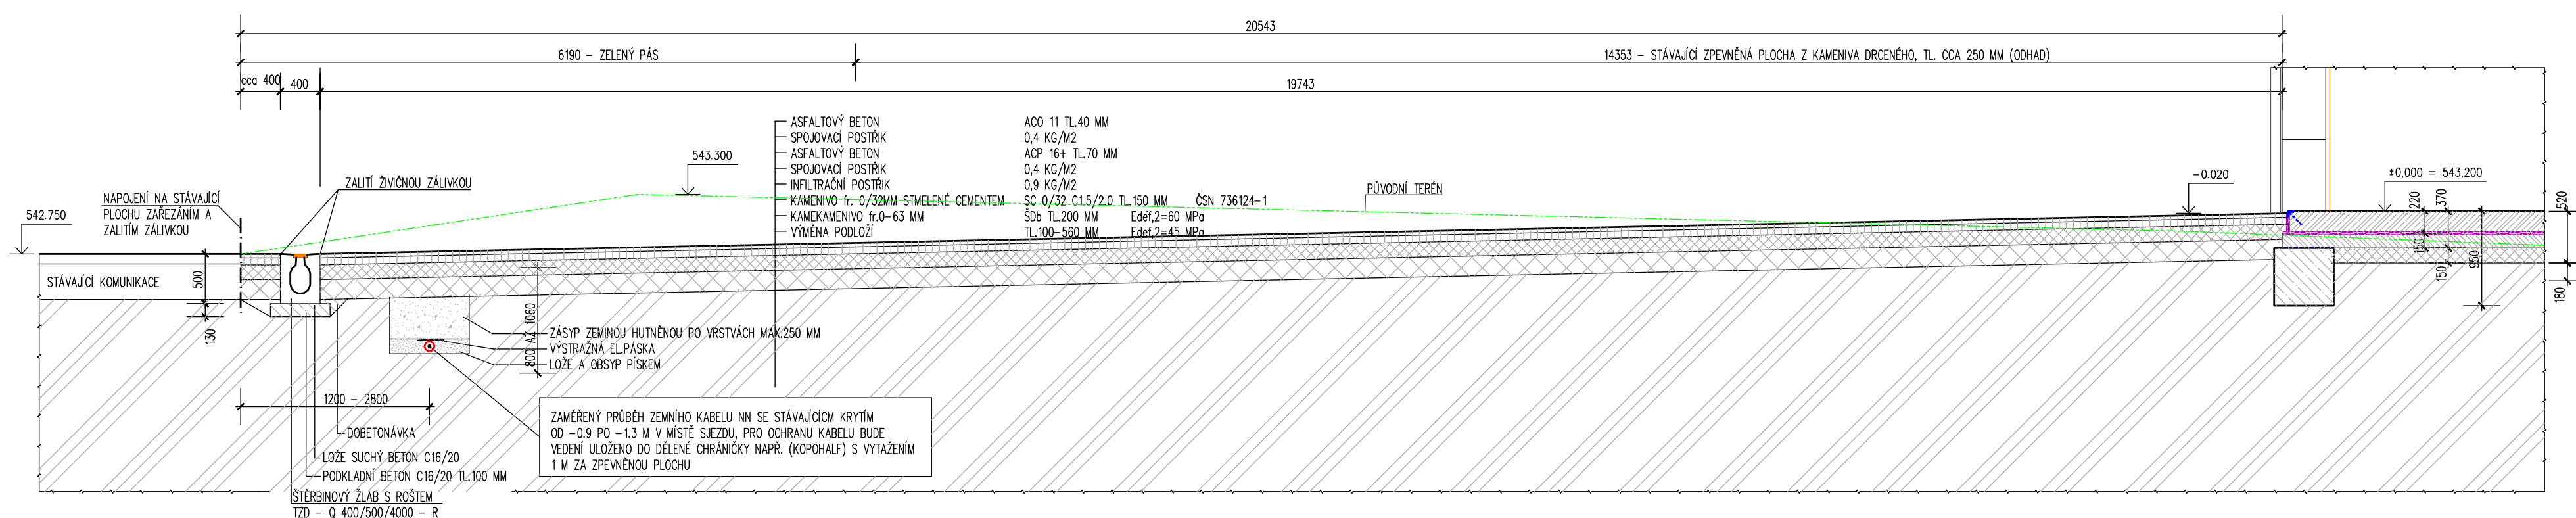 20543
6190 – ZELENÝ PÁS
14353 – STÁVAJÍCÍ ZPEVNĚNÁ PLOCHA Z KAMENIVA DRCENÉHO, TL. CCA 250 MM (ODHAD)
cca 400
400
19743
ASFALTOVÝ BETON ACO 11 TL.40 MM
SPOJOVACÍ POSTŘIK 0,4 KG/M2
ASFALTOVÝ BETON ACP 16+ TL.70 MM
SPOJOVACÍ POSTŘIK 0,4 KG/M2
INFILTRAČNÍ POSTŘIK 0,9 KG/M2
KAMENIVO fr. 0/32MM STMELENÉ CEMENTEM SC 0/32 C1.5/2.0 TL.150 MM ČSN 736124-1
KAMEKAMENIVO fr.0-63 MM ŠDb TL.200 MM Edef,2=60 MPa
VÝMĚNA PODLOŽÍ TL.100-560 MM Edef,2=45 MPa
543.300
PŮVODNÍ TERÉN
-0.020
±0,000 = 543,200
220
370
520
150
150
950
180
ZALITÍ ŽIVIČNOU ZÁLIVKOU
NAPOJENÍ NA STÁVAJÍCÍ
PLOCHU ZAŘEZÁNÍM A
ZALITÍM ZÁLIVKOU
542.750
STÁVAJÍCÍ KOMUNIKACE
500
130
800 AŽ 1060
ZÁSYP ZEMINOU HUTNĚNOU PO VRSTVÁCH MAX.250 MM
VÝSTRAŽNÁ EL.PÁSKA
LOŽE A OBSYP PÍSKEM
1200 – 2800
ZAMĚŘENÝ PRŮBĚH ZEMNÍHO KABELU NN SE STÁVAJÍCÍCM KRYTÍM
OD -0.9 PO -1.3 M V MÍSTĚ SJEZDU, PRO OCHRANU KABELU BUDE
VEDENÍ ULOŽENO DO DĚLENÉ CHRÁNIČKY NAPŘ. (KOPOHALF) S VYTAŽENÍM
1 M ZA ZPEVNĚNOU PLOCHU
DOBETONÁVKA
LOŽE SUCHÝ BETON C16/20
PODKLADNÍ BETON C16/20 TL.100 MM
ŠTĚRBINOVÝ ŽLAB S ROŠTEM
TZD – Q 400/500/4000 – R